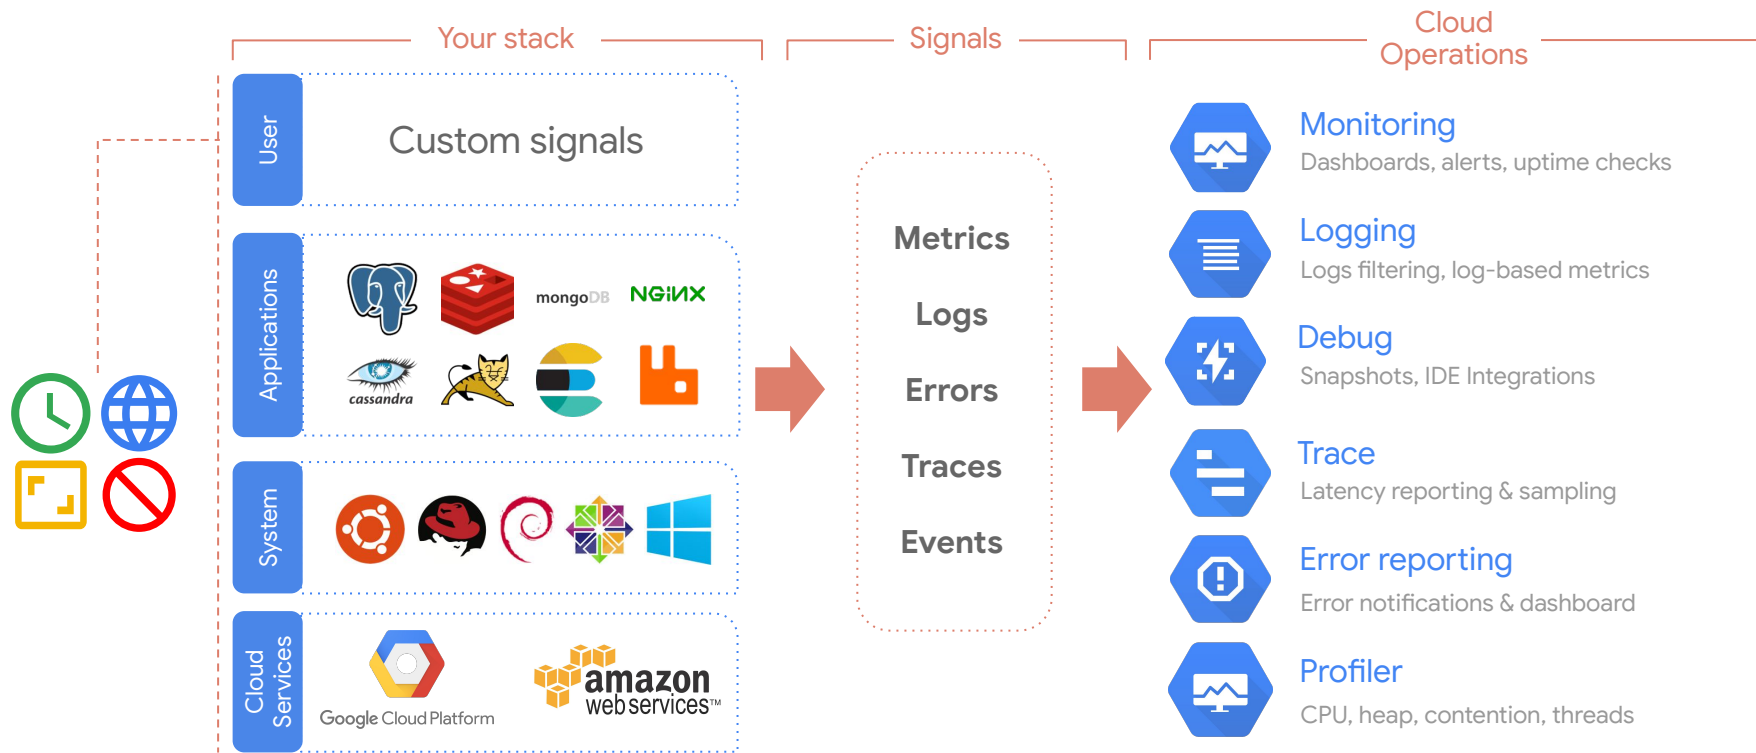 Your stack
Signals
Cloud
Operations
User
Custom signals
Applications
mongoDB
NGiNX
cassandra
System
Cloud
Services
Google Cloud Platform
amazon
web services™
Metrics
Logs
Errors
Traces
Events
Monitoring
Dashboards, alerts, uptime checks
Logging
Logs filtering, log-based metrics
Debug
Snapshots, IDE Integrations
Trace
Latency reporting & sampling
Error reporting
Error notifications & dashboard
Profiler
CPU, heap, contention, threads